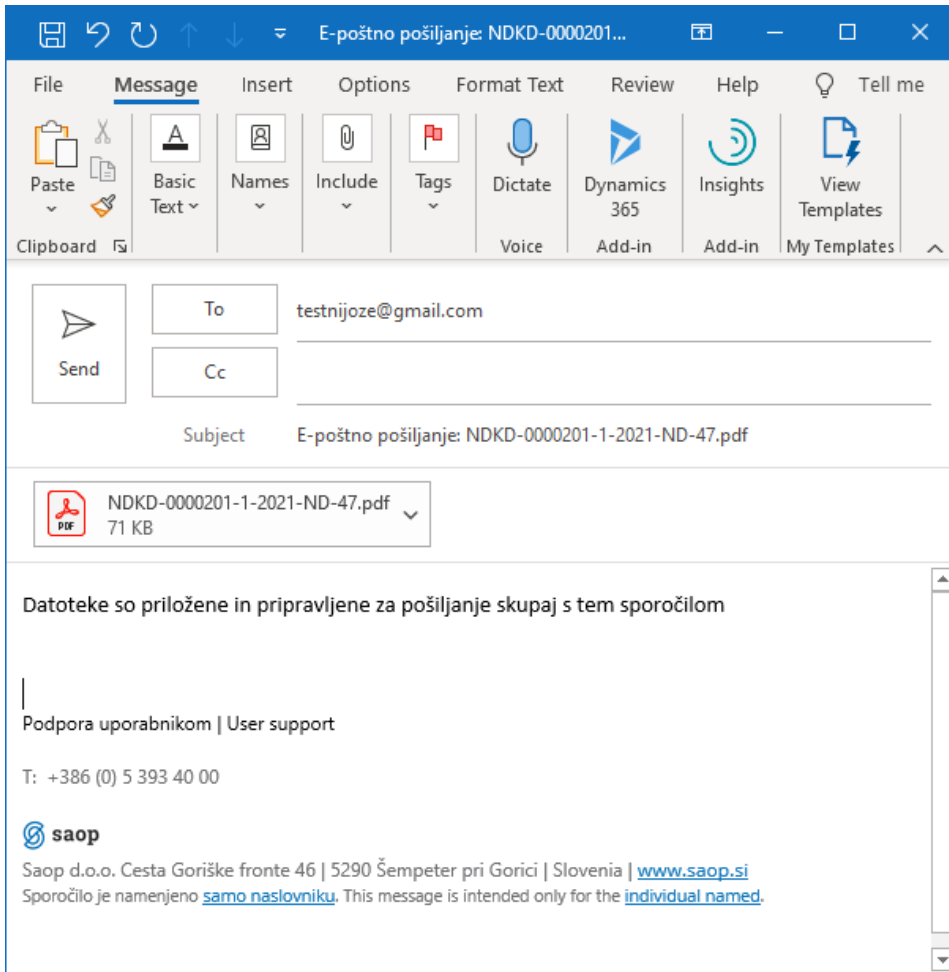 E-poštno pošiljanje: NDKD-0000201...
File Message Insert Options Format Text Review Help Tell me
Paste
Basic Text
Names
Include
Tags
Dictate
Dynamics 365
Insights
View Templates
Clipboard Voice Add-in Add-in My Templates
Send
To testnijoze@gmail.com
Cc
Subject E-poštno pošiljanje: NDKD-0000201-1-2021-ND-47.pdf
PDF
NDKD-0000201-1-2021-ND-47.pdf
71 KB
Datoteke so priložene in pripravljene za pošiljanje skupaj s tem sporočilom
Podpora uporabnikom | User support
T: +386 (0) 5 393 40 00
saop
Saop d.o.o. Cesta Goriške fronte 46 | 5290 Šempeter pri Gorici | Slovenia | www.saop.si
Sporočilo je namenjeno samo naslovniku. This message is intended only for the individual named.